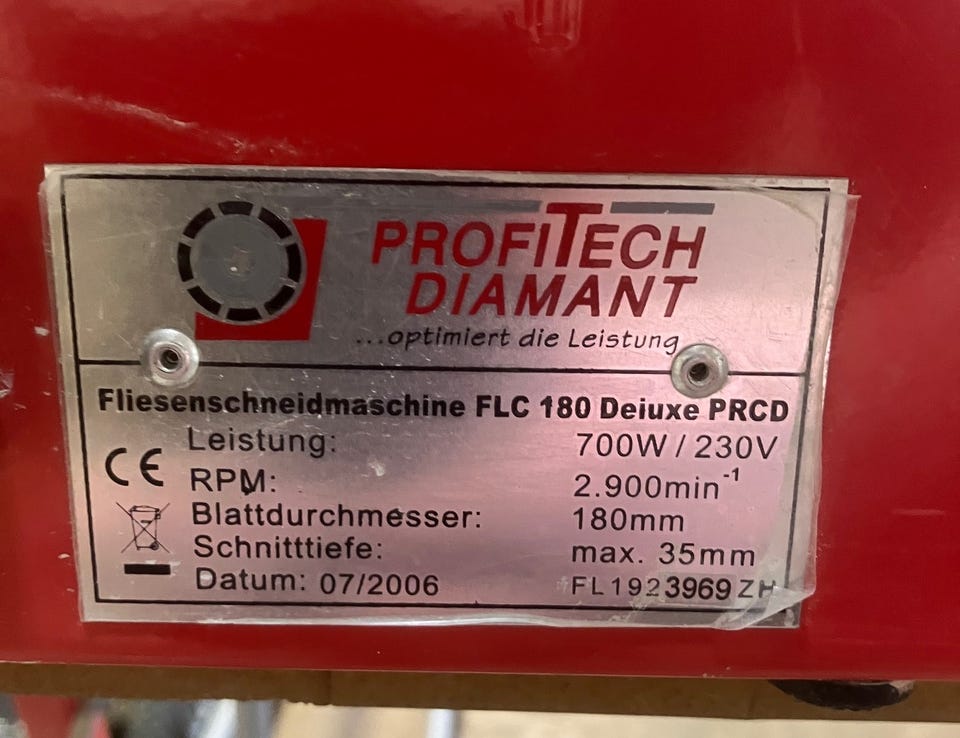 PROFITECH
DIAMANT
...optimiert die Leistung
Fliesenschneidmaschine FLC 180 Deiuxe PRCD
Leistung: 700W / 230V
CE
RPM: 2.900min-1
Blattdurchmesser: 180mm
Schnitttiefe: max. 35mm
Datum: 07/2006 FL1923969ZH